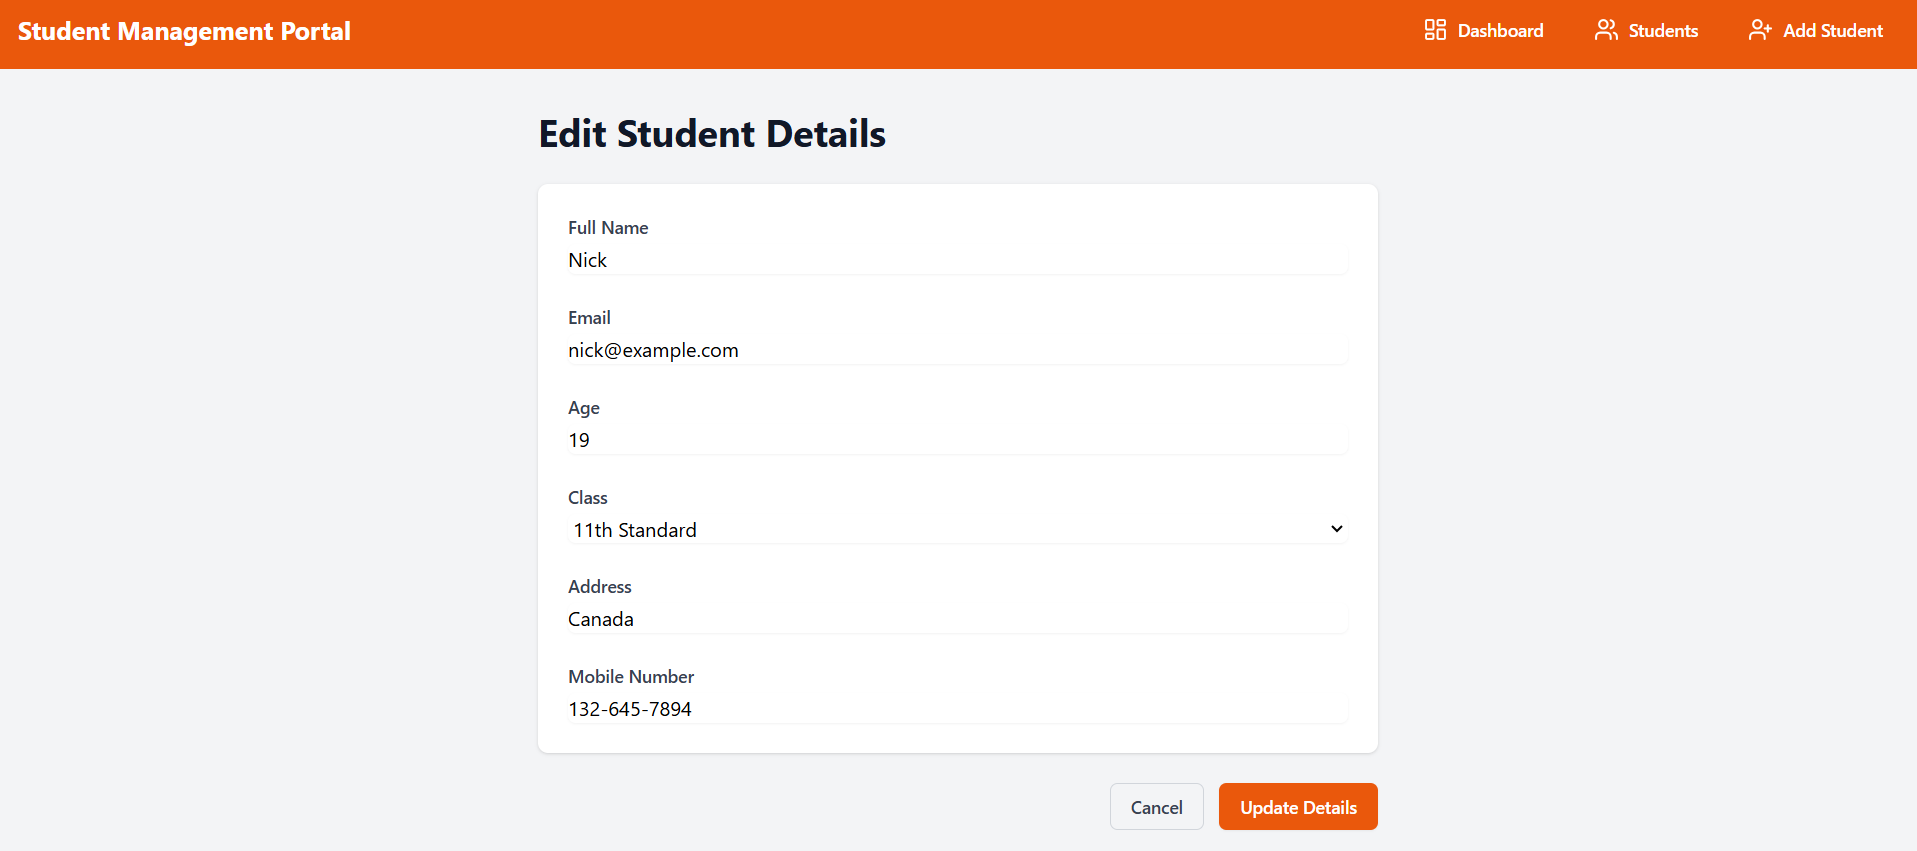 Student Management Portal
Dashboard
Students
Add Student
Edit Student Details
Full Name
Nick
Email
nick@example.com
Age
19
Class
11th Standard
Address
Canada
Mobile Number
132-645-7894
Cancel
Update Details